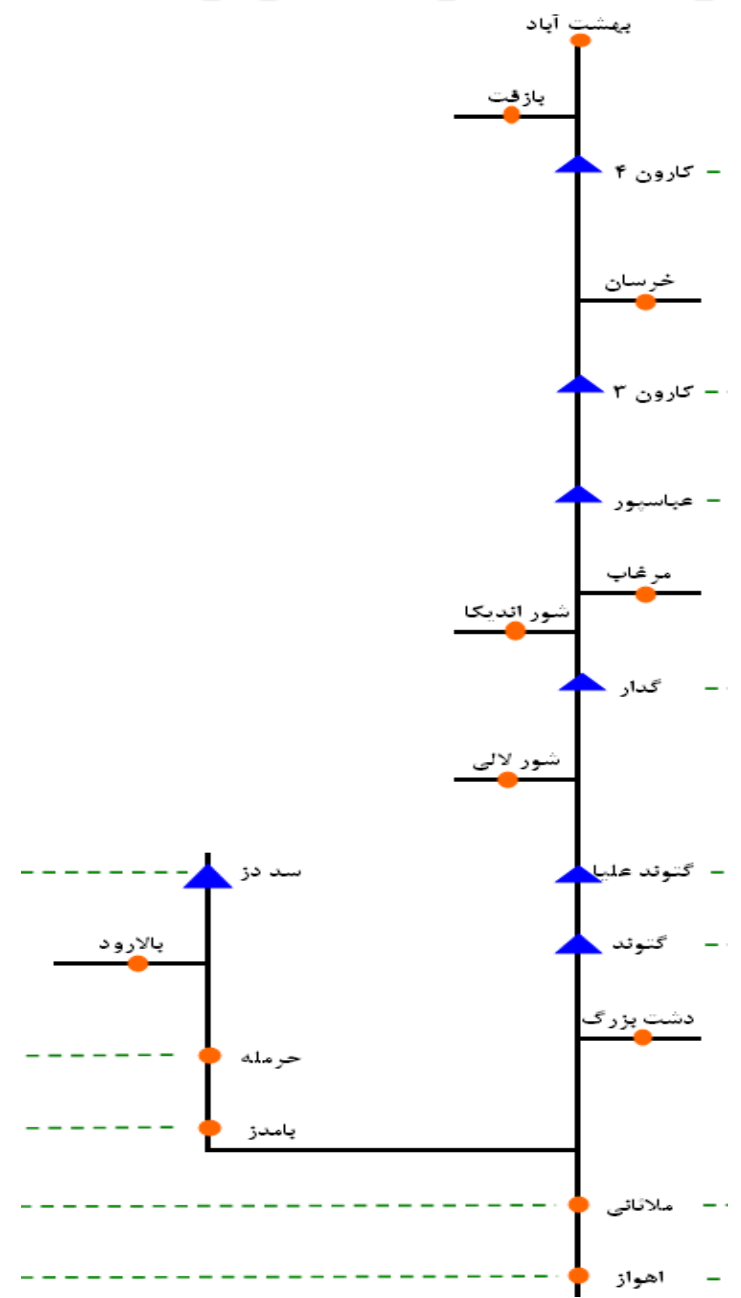 بهشت آباد
بازفت
کارون ۴
خرسان
کارون ۳
عباسپور
مرغاب
شور اندیکا
گدار
شور لالی
گتوند علیا
سد دز
گتوند
بالارود
دشت بزرگ
حرمله
بامدز
ملاثانی
اهواز